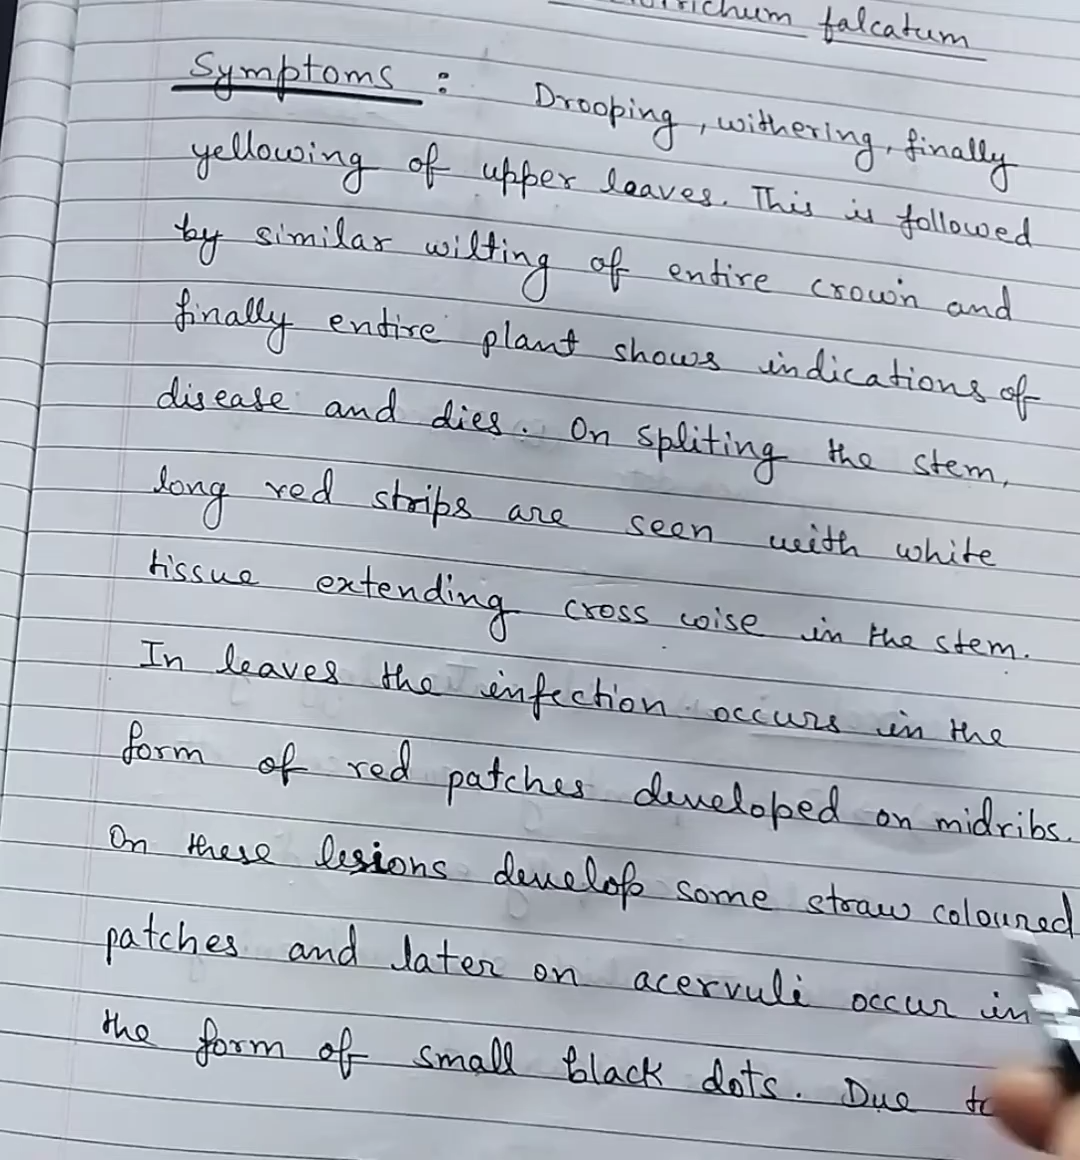 falcatum
Symptoms : Drooping, withering, finally
yellowing of upper leaves. This is followed
by similar wilting of entire crown and
finally entire plant shows indications of
disease and dies. On spliting the stem,
long red strips are seen with white
tissue extending cross wise in the stem.
In leaves the infection occurs in the
form of red patches developed on midribs.
On these lesions develop some straw coloured
patches and later on acervuli occur in
the form of small black dots. Due to